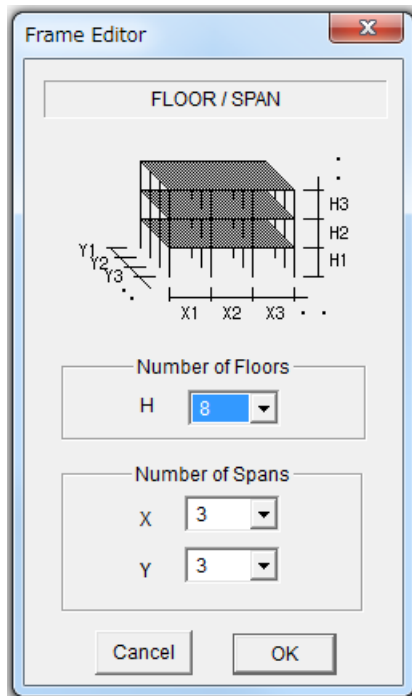 Frame Editor
FLOOR / SPAN
H3
H2
H1
Y1
Y2
Y3
X1 X2 X3
Number of Floors
H 8
Number of Spans
X 3
Y 3
Cancel OK